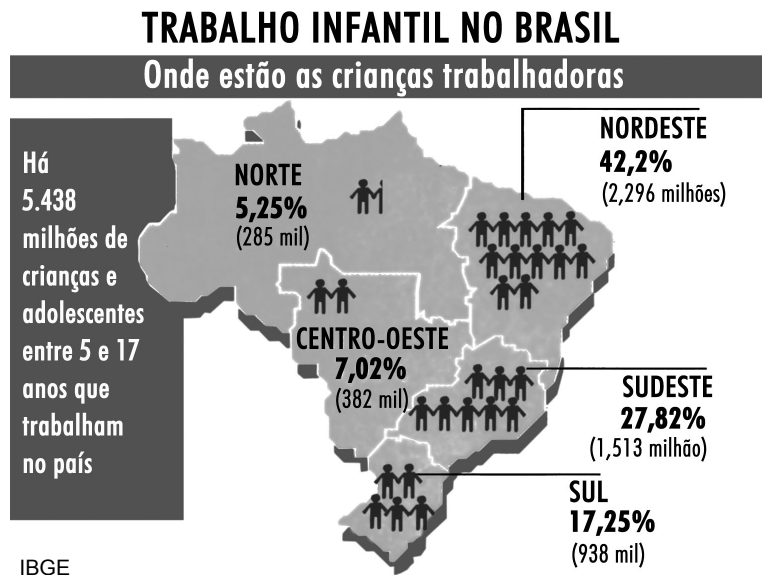 TRABALHO INFANTIL NO BRASIL
Onde estão as crianças trabalhadoras
Há
5.438
milhões de
crianças e
adolescentes
entre 5 e 17
anos que
trabalham
no país
NORTE
5,25%
(285 mil)
NORDESTE
42,2%
(2,296 milhões)
CENTRO-OESTE
7,02%
(382 mil)
SUDESTE
27,82%
(1,513 milhão)
SUL
17,25%
(938 mil)
IBGE